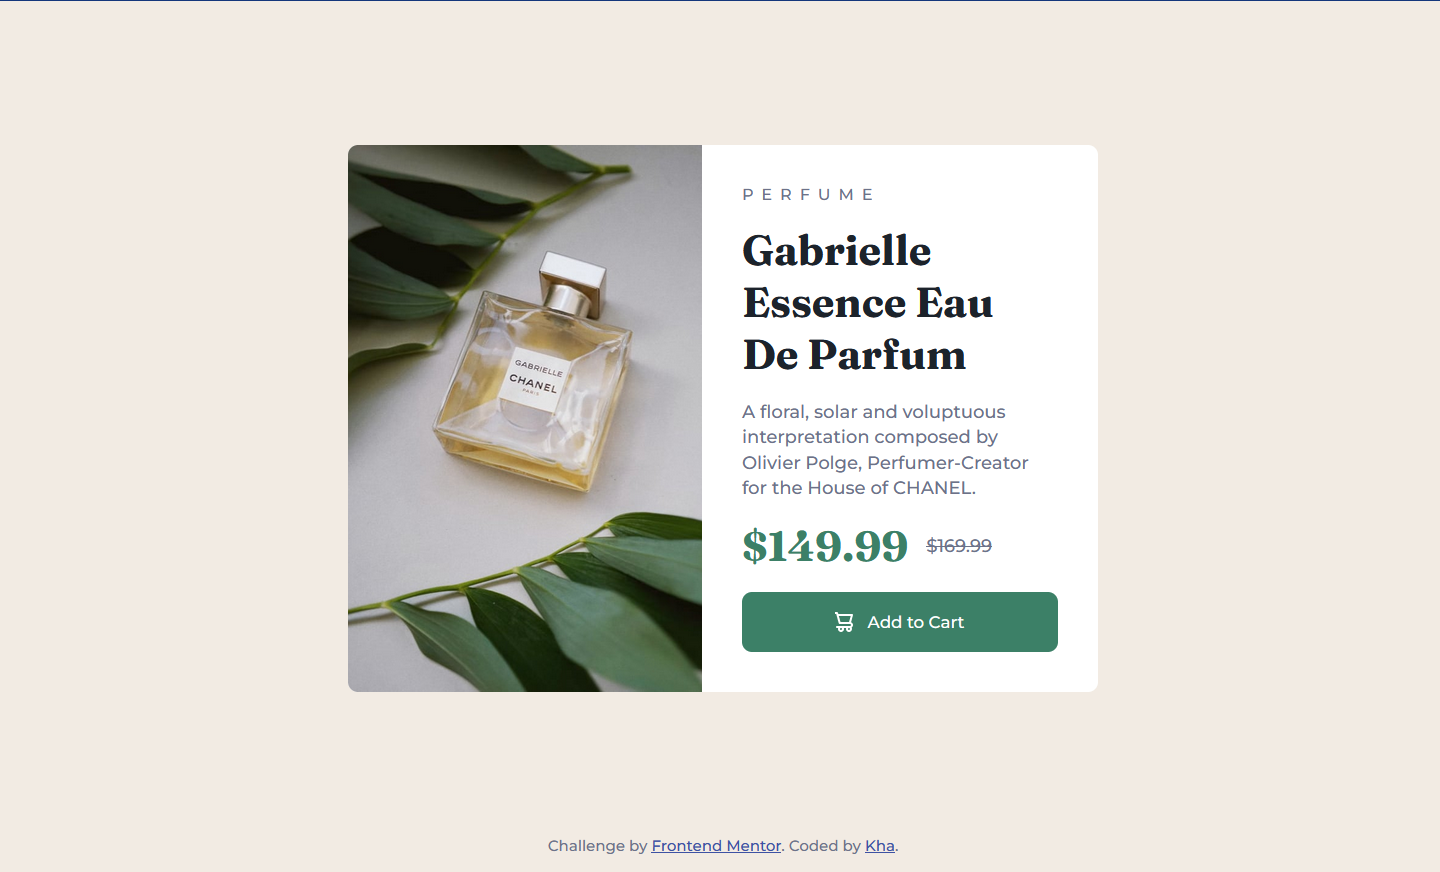 GABRIELLE
CHANEL
PARIS
PERFUME
Gabrielle
Essence Eau
De Parfum
A floral, solar and voluptuous
interpretation composed by
Olivier Polge, Perfumer-Creator
for the House of CHANEL.
$149.99 $169.99
Add to Cart
Challenge by Frontend Mentor. Coded by Kha.